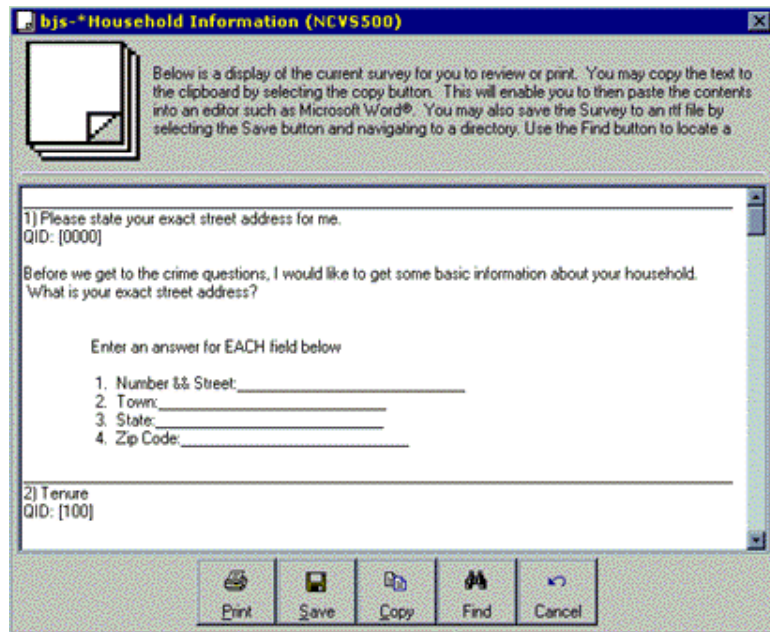 bjs-*Household Information (NCVS500)
Below is a display of the current survey for you to review or print. You may copy the text to
the clipboard by selecting the copy button. This will enable you to then paste the contents
into an editor such as Microsoft Word®. You may also save the Survey to an rtf file by
selecting the Save button and navigating to a directory. Use the Find button to locate a
1) Please state your exact street address for me.
QID: [0000]
Before we get to the crime questions, I would like to get some basic information about your household.
What is your exact street address?
Enter an answer for EACH field below
1. Number && Street:
2. Town:
3. State:
4. Zip Code:
2) Tenure
QID: [100]
Print Save Copy Find Cancel